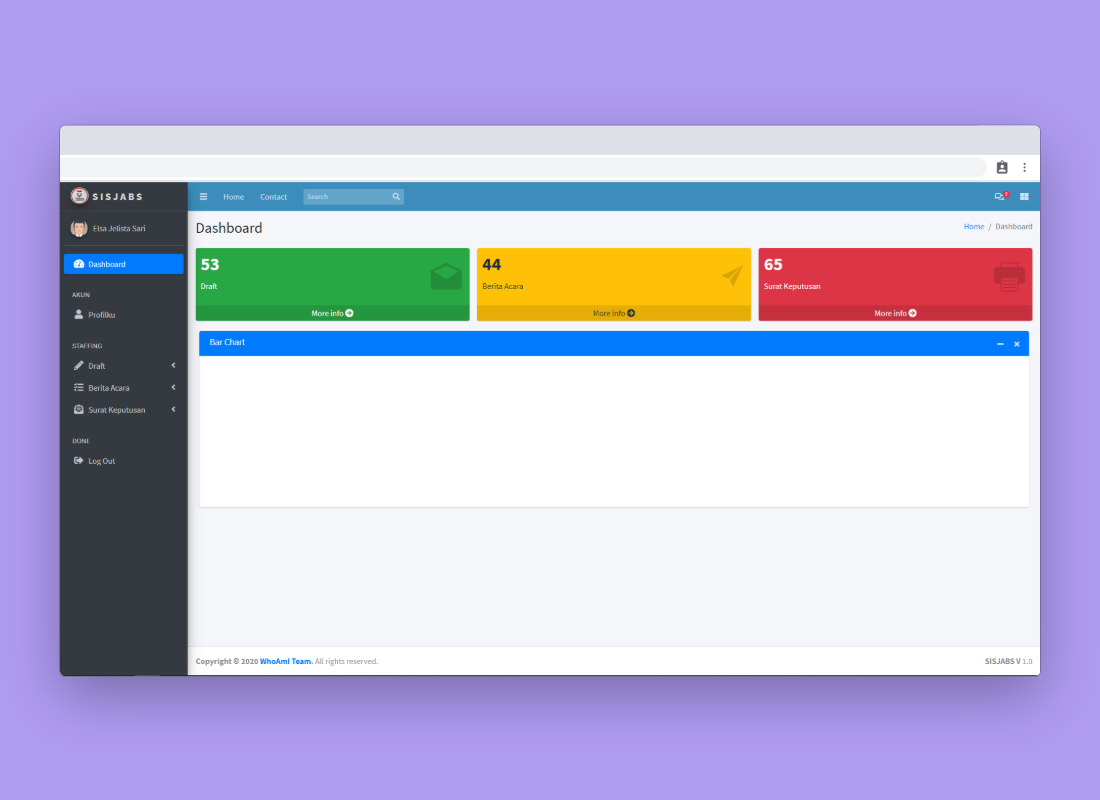 SISJABS
Elsa Jelista Sari
Dashboard
AKUN
Profilku
STAFFING
Draft
Berita Acara
Surat Keputusan
DONE
Log Out
Home Contact Search
Dashboard
Home / Dashboard
53
Draft
More info
44
Berita Acara
More info
65
Surat Keputusan
More info
Bar Chart
Copyright © 2020 WhoAmI Team. All rights reserved.
SISJABS V 1.0